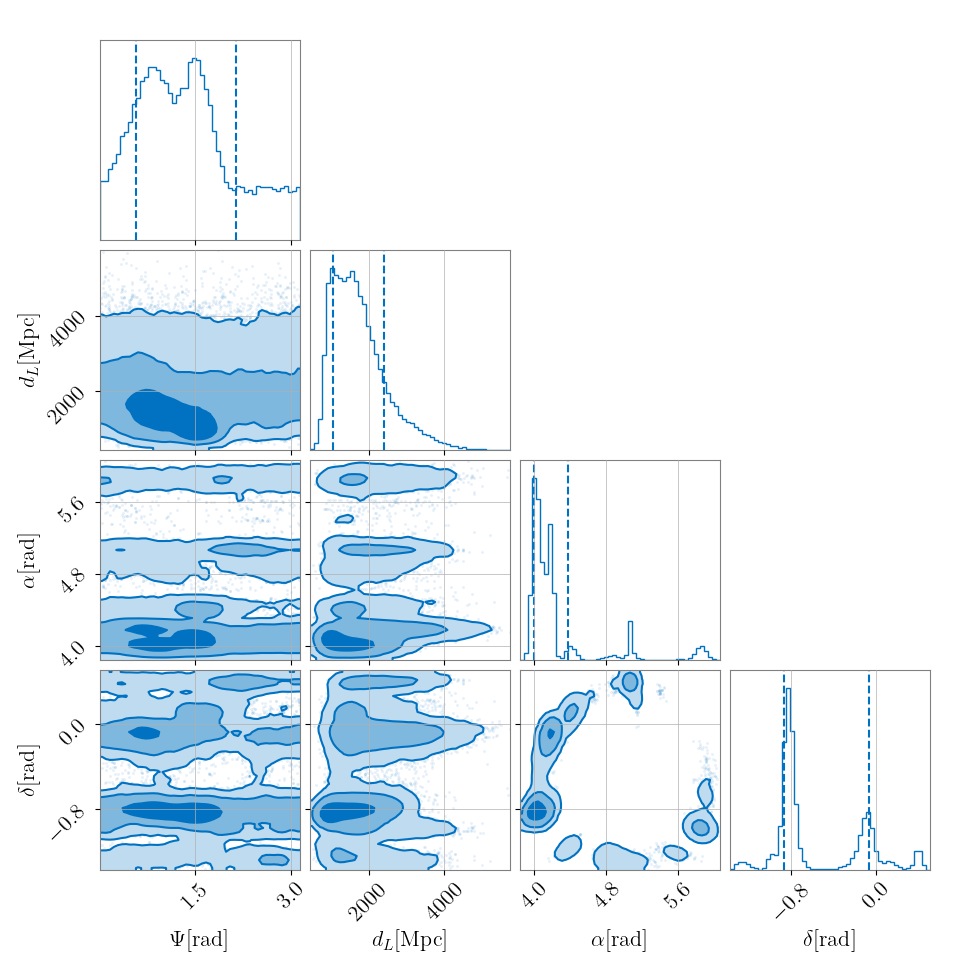 d_L[Mpc]
4000
2000
α[rad]
5.6
4.8
4.0
δ[rad]
0.0
−0.8
1.5 3.0 2000 4000 4.0 4.8 5.6 −0.8 0.0
Ψ[rad] d_L[Mpc] α[rad] δ[rad]